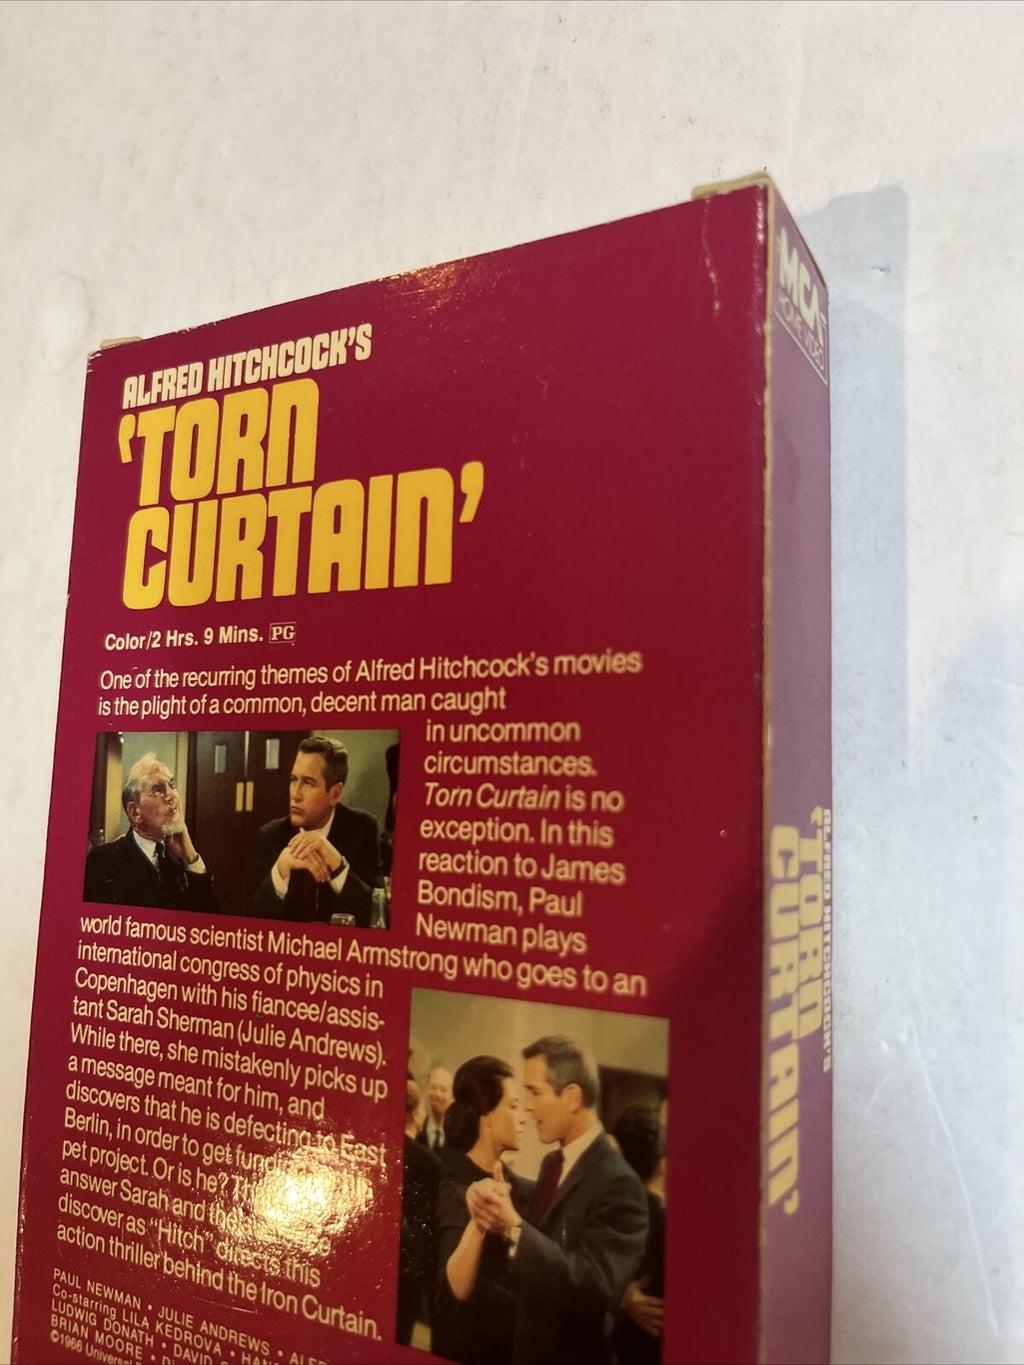 ALFRED HITCHCOCK'S
'TORN
CURTAIN'
Color/2 Hrs. 9 Mins. PG
One of the recurring themes of Alfred Hitchcock's movies
is the plight of a common, decent man caught
in uncommon
circumstances.
Torn Curtain is no
exception. In this
reaction to James
Bondism, Paul
Newman plays
world famous scientist Michael Armstrong who goes to an
international congress of physics in
Copenhagen with his fiancee/assis-
tant Sarah Sherman (Julie Andrews).
While there, she mistakenly picks up
a message meant for him, and
discovers that he is defecting to East
Berlin, in order to get
pet project. Or is he?
answer Sarah and the
discover as "Hitch" directs this
action thriller behind the Iron Curtain.
PAUL NEWMAN • JULIE ANDREWS •
Co-starring LILA KEDROVA •
LUDWIG DONATH • DAVID
BRIAN MOORE •
©1966 Universal
MCA
HOME VIDEO
ALFRED HITCHCOCK'S
'TORN
CURTAIN'